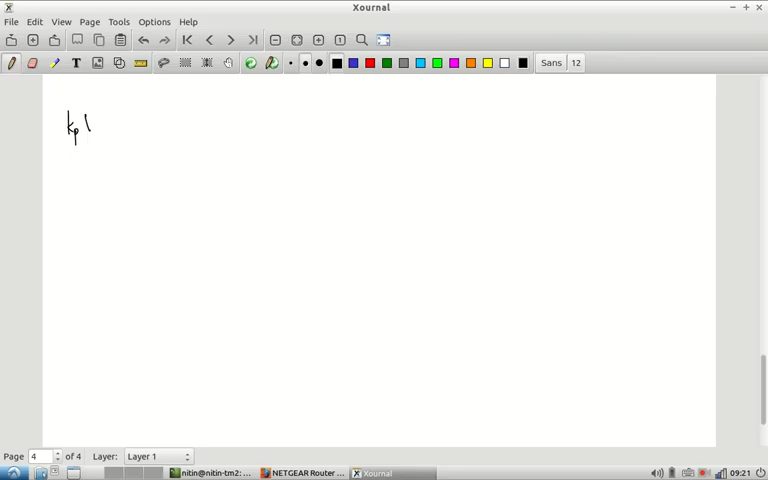 Xournal
File Edit View Page Tools Options Help
Sans 12
kp(
Page 4 of 4 Layer: Layer 1
nitin@nitin-tm2: ... NETGEAR Router ... Xournal 09:21